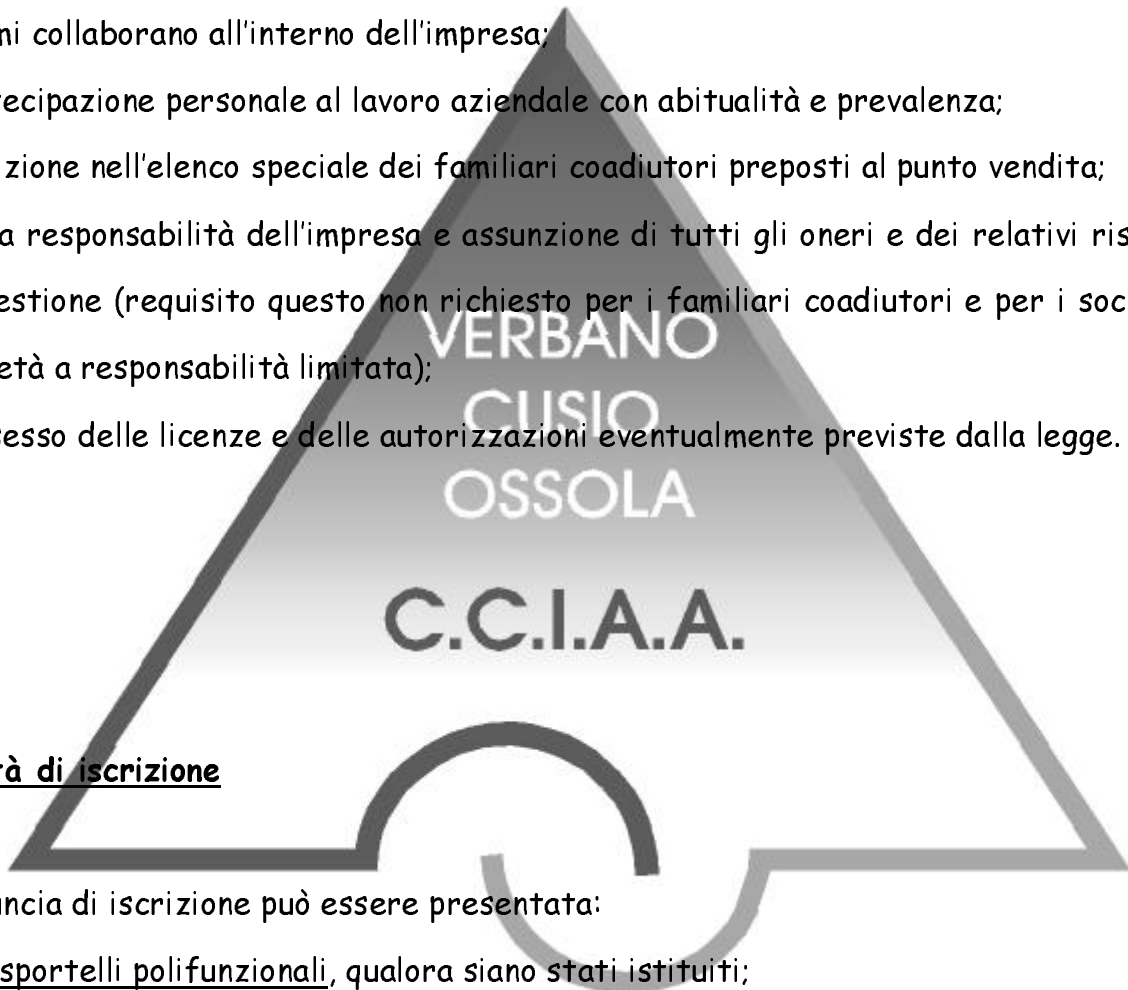 ni collaborano all'interno dell'impresa;
tecipazione personale al lavoro aziendale con abitualità e prevalenza;
zione nell'elenco speciale dei familiari coadiutori preposti al punto vendita;
a responsabilità dell'impresa e assunzione di tutti gli oneri e dei relativi ris
estione (requisito questo non richiesto per i familiari coadiutori e per i soc
VERBANO
età a responsabilità limitata);
CUSIO
esso delle licenze e delle autorizzazioni eventualmente previste dalla legge.
OSSOLA
C.C.I.A.A.
tà di iscrizione
ncia di iscrizione può essere presentata:
sportelli polifunzionali, qualora siano stati istituiti;